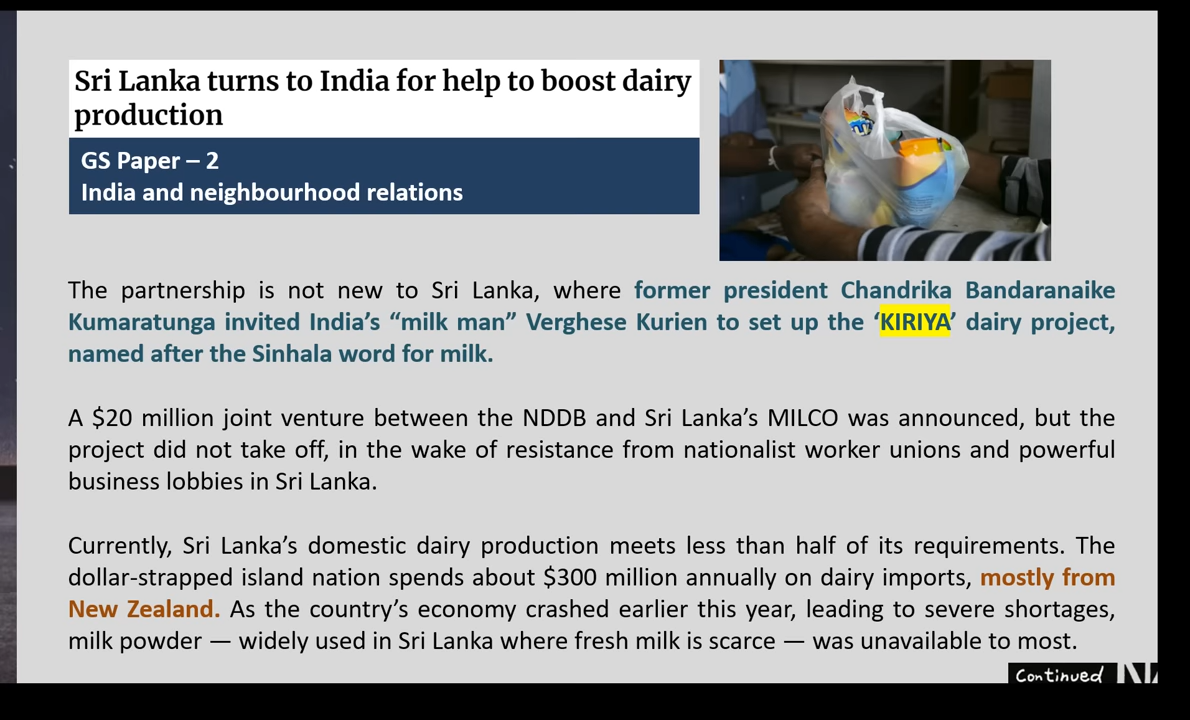 Sri Lanka turns to India for help to boost dairy
production
GS Paper – 2
India and neighbourhood relations
The partnership is not new to Sri Lanka, where former president Chandrika Bandaranaike
Kumaratunga invited India’s “milk man” Verghese Kurien to set up the ‘KIRIYA’ dairy project,
named after the Sinhala word for milk.
A $20 million joint venture between the NDDB and Sri Lanka’s MILCO was announced, but the
project did not take off, in the wake of resistance from nationalist worker unions and powerful
business lobbies in Sri Lanka.
Currently, Sri Lanka’s domestic dairy production meets less than half of its requirements. The
dollar-strapped island nation spends about $300 million annually on dairy imports, mostly from
New Zealand. As the country’s economy crashed earlier this year, leading to severe shortages,
milk powder — widely used in Sri Lanka where fresh milk is scarce — was unavailable to most.
Continued